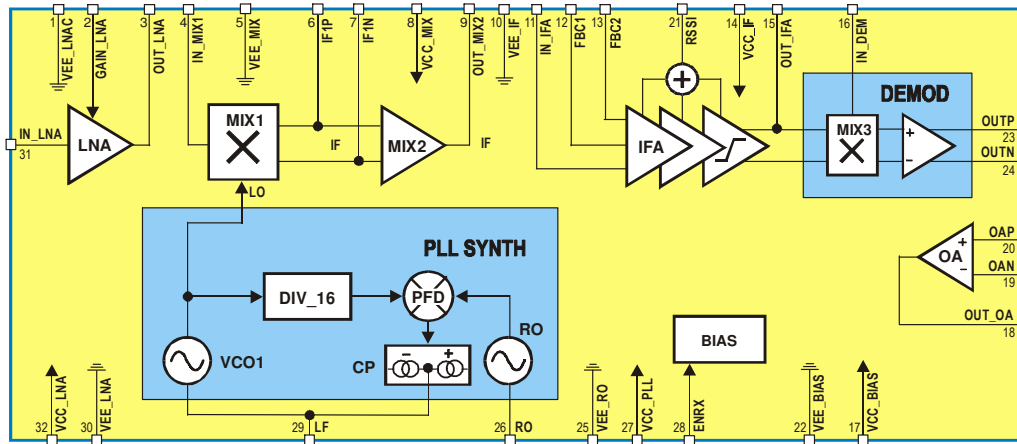 1 2 3 4 5 6 7 8 9 10 11 12 13 21 14 15 16
VEE_LNAC
GAIN_LNA
OUT_LNA
IN_MIX1
VEE_MIX
IF1P
IF1N
VCC_MIX
OUT_MIX2
VEE_IF
IN_IFA
FBC1
FBC2
RSSI
VCC_IF
OUT_IFA
IN_DEM
IN_LNA
31
LNA
MIX1
IF
MIX2
IF
LO
+
IFA
DEMOD
MIX3
+
−
OUTP
23
OUTN
24
PLL SYNTH
DIV_16
PFD
RO
VCO1
CP
− +
BIAS
OA
+
−
OAP
20
OAN
19
OUT_OA
18
32 VCC_LNA
30 VEE_LNA
29 LF
26 RO
25 VEE_RO
27 VCC_PLL
28 ENRX
22 VEE_BIAS
17 VCC_BIAS